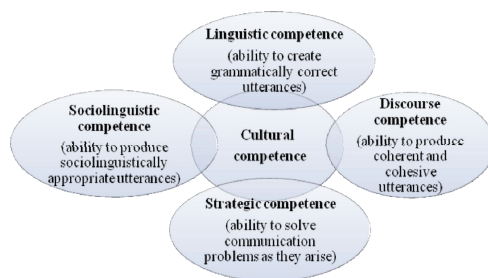 Linguistic competence
(ability to create
grammatically correct
utterances)
Sociolinguistic
competence
(ability to produce
sociolinguistically
appropriate utterances)
Cultural
competence
Discourse
competence
(ability to produce
coherent and
cohesive
utterances)
Strategic competence
(ability to solve
communication
problems as they arise)